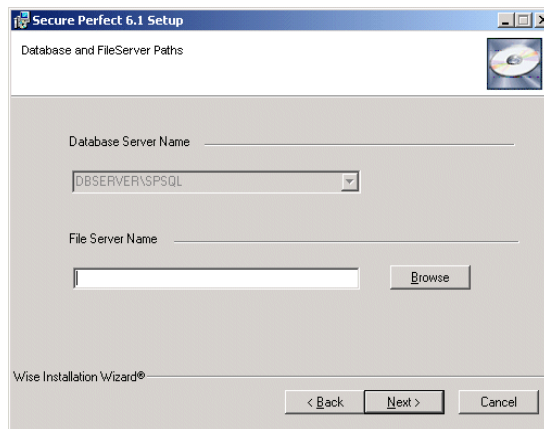 Secure Perfect 6.1 Setup
Database and FileServer Paths
Database Server Name
DBSERVER\SPSQL
File Server Name
Browse
Wise Installation Wizard®
< Back
Next >
Cancel